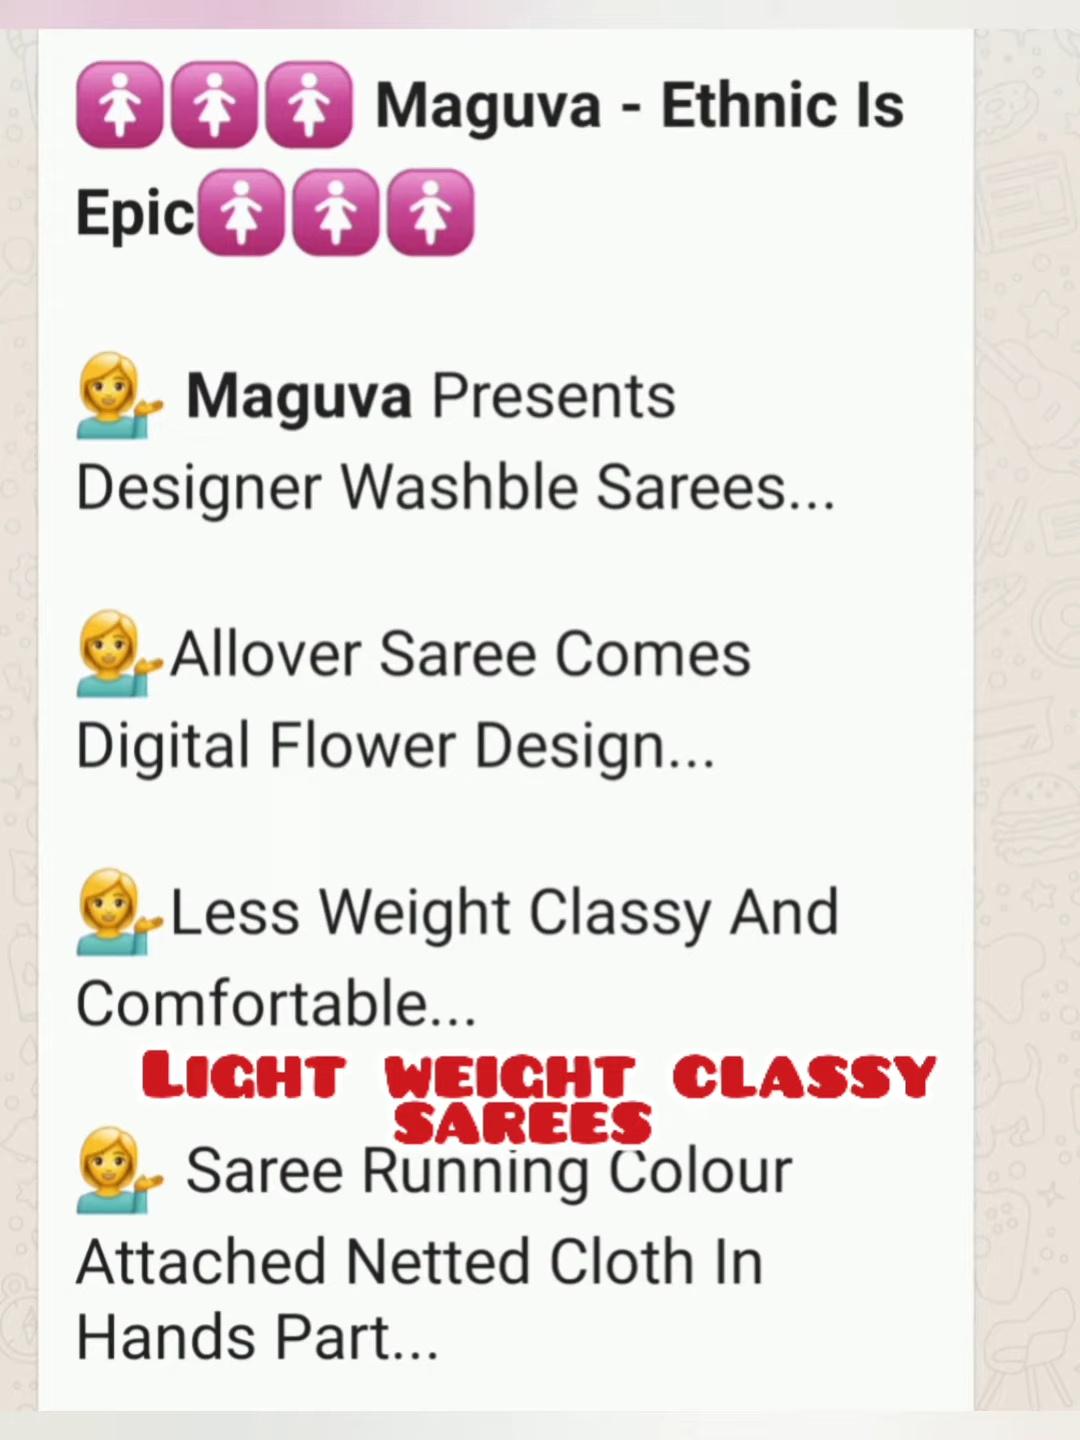 🚺🚺🚺 Maguva - Ethnic Is
Epic🚺🚺🚺
💁 Maguva Presents
Designer Washble Sarees...
💁Allover Saree Comes
Digital Flower Design...
💁Less Weight Classy And
Comfortable...
LIGHT WEIGHT CLASSY
SAREES
💁 Saree Running Colour
Attached Netted Cloth In
Hands Part...